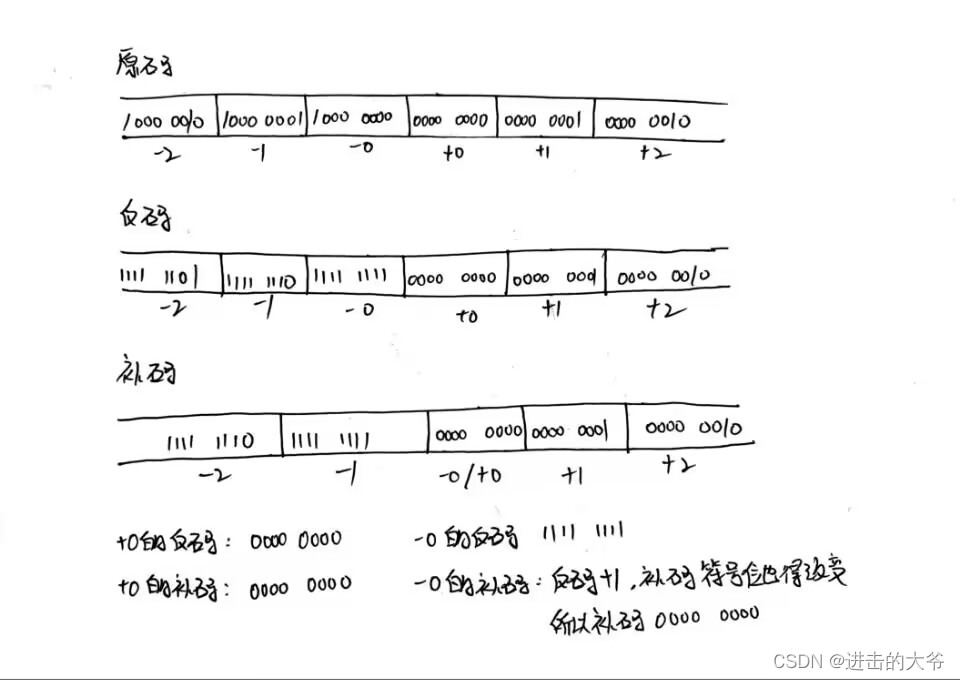 原码
1000 0010 1000 0001 1000 0000 0000 0000 0000 0001 0000 0010
-2 -1 -0 +0 +1 +2
反码
1111 1101 1111 1110 1111 1111 0000 0000 0000 0001 0000 0010
-2 -1 -0 +0 +1 +2
补码
1111 1110 1111 1111 0000 0000 0000 0001 0000 0010
-2 -1 -0/+0 +1 +2
+0的反码: 0000 0000 -0的反码 1111 1111
+0的补码: 0000 0000 -0的补码: 反码+1,补码符号位也得改变
所以补码 0000 0000
CSDN @进击的大爷